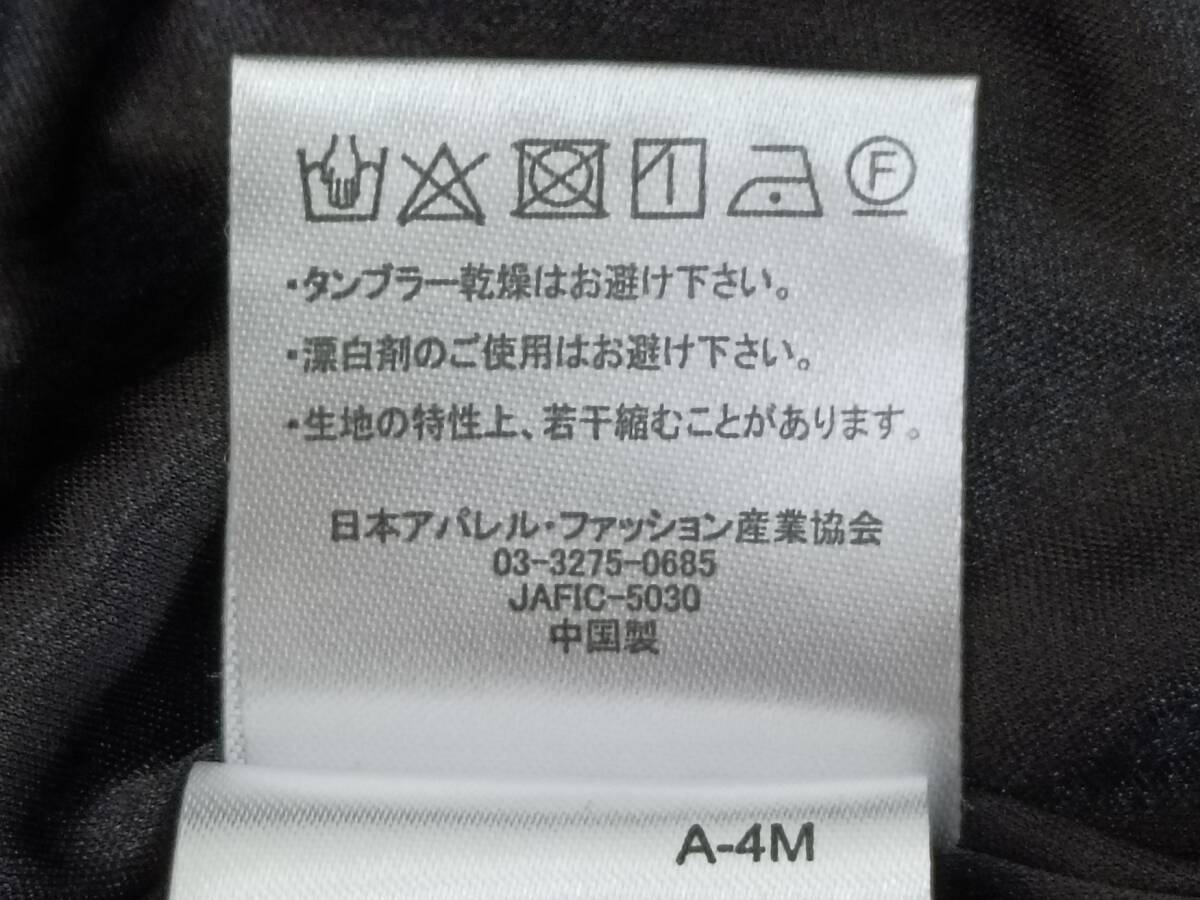 F
・タンブラー乾燥はお避け下さい。
・漂白剤のご使用はお避け下さい。
・生地の特性上、若干縮むことがあります。
日本アパレル・ファッション産業協会
03-3275-0685
JAFIC-5030
中国製
A-4M